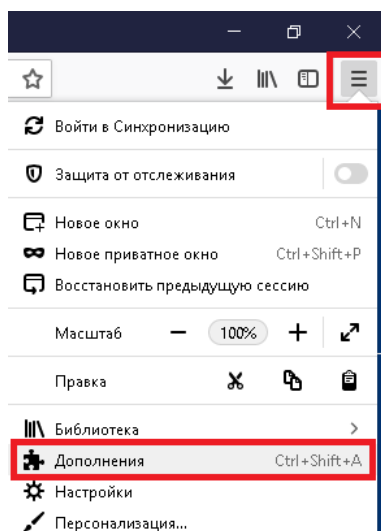 Войти в Синхронизацию
Защита от отслеживания
Новое окно Ctrl+N
Новое приватное окно Ctrl+Shift+P
Восстановить предыдущую сессию
Масштаб 100%
Правка
Библиотека
Дополнения Ctrl+Shift+A
Настройки
Персонализация...